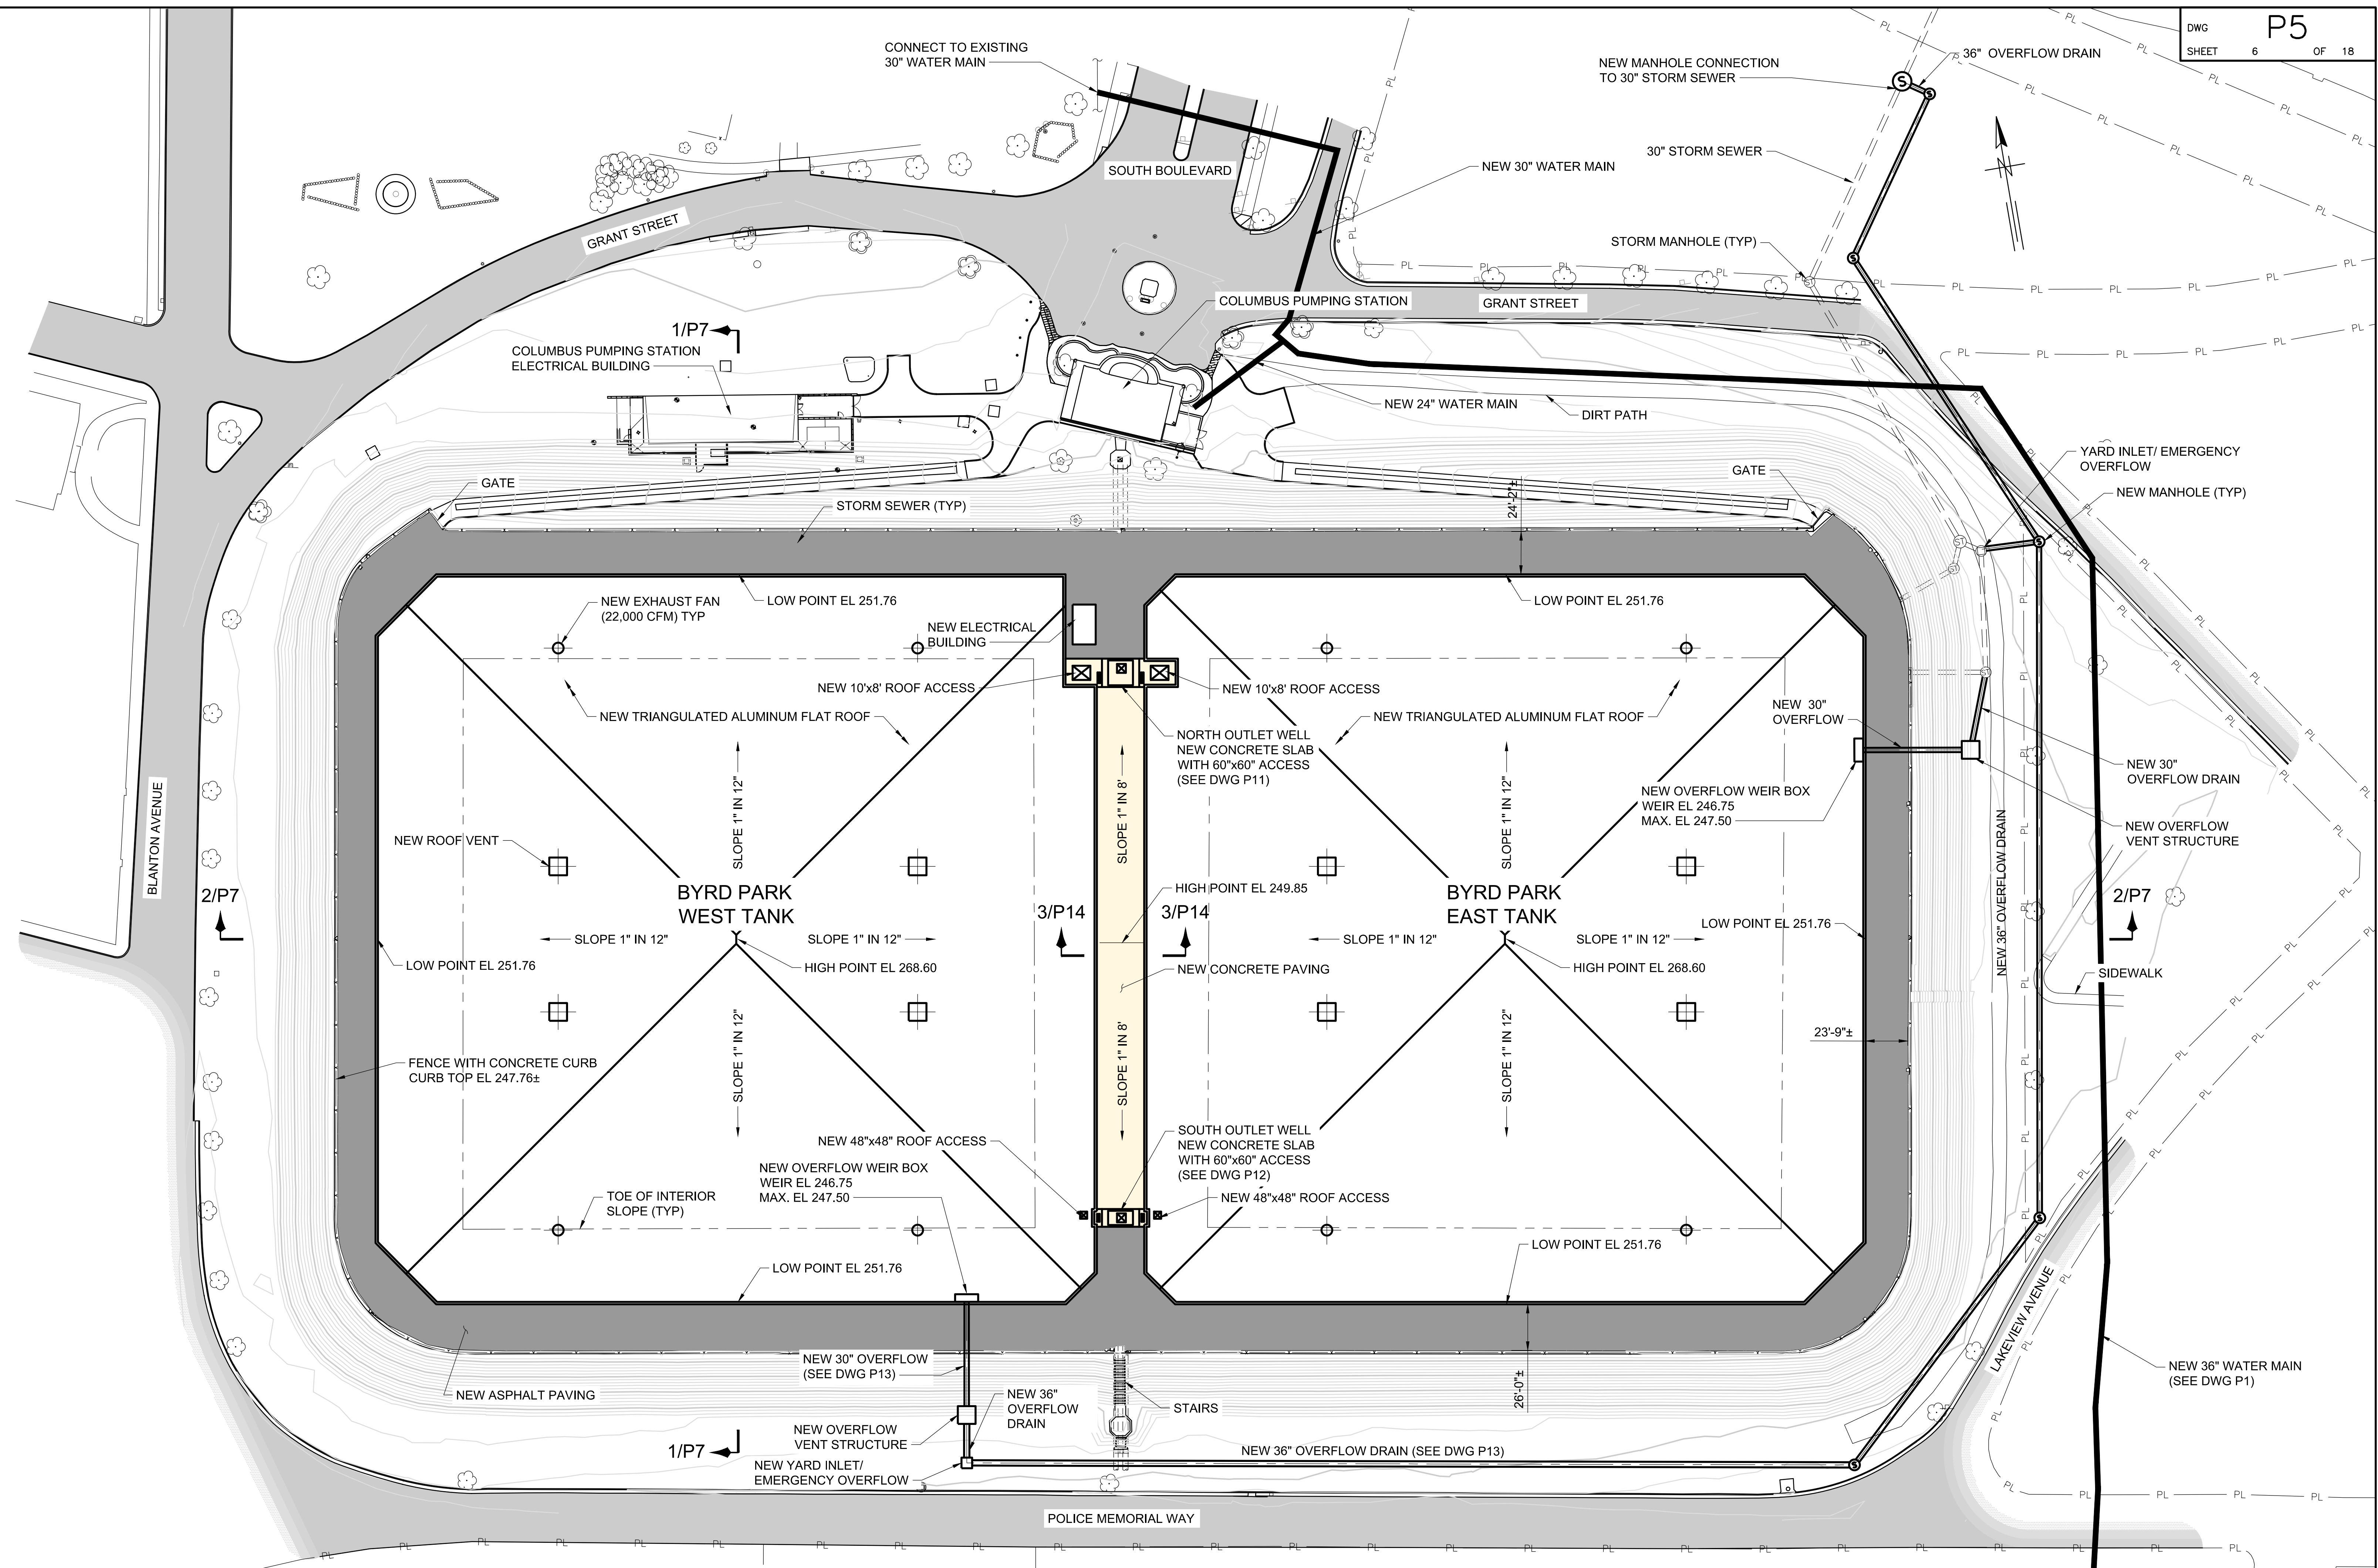 DWG P5
SHEET 6 OF 18
CONNECT TO EXISTING
30" WATER MAIN
NEW MANHOLE CONNECTION
TO 30" STORM SEWER
36" OVERFLOW DRAIN
30" STORM SEWER
NEW 30" WATER MAIN
SOUTH BOULEVARD
GRANT STREET
STORM MANHOLE (TYP)
COLUMBUS PUMPING STATION
GRANT STREET
1/P7
COLUMBUS PUMPING STATION
ELECTRICAL BUILDING
NEW 24" WATER MAIN
DIRT PATH
YARD INLET/ EMERGENCY
OVERFLOW
GATE
GATE
NEW MANHOLE (TYP)
STORM SEWER (TYP)
24'-2"±
NEW EXHAUST FAN
(22,000 CFM) TYP
LOW POINT EL 251.76
LOW POINT EL 251.76
NEW ELECTRICAL
BUILDING
NEW 10'x8' ROOF ACCESS
NEW 10'x8' ROOF ACCESS
NEW TRIANGULATED ALUMINUM FLAT ROOF
NEW TRIANGULATED ALUMINUM FLAT ROOF
NEW 30"
OVERFLOW
NORTH OUTLET WELL
NEW CONCRETE SLAB
WITH 60"x60" ACCESS
(SEE DWG P11)
NEW 30"
OVERFLOW DRAIN
SLOPE 1" IN 12"
SLOPE 1" IN 8'
SLOPE 1" IN 12"
NEW OVERFLOW WEIR BOX
WEIR EL 246.75
MAX. EL 247.50
NEW OVERFLOW
VENT STRUCTURE
NEW ROOF VENT
BLANTON AVENUE
2/P7
BYRD PARK
WEST TANK
HIGH POINT EL 249.85
BYRD PARK
EAST TANK
2/P7
3/P14
3/P14
LOW POINT EL 251.76
NEW 36" OVERFLOW DRAIN
SLOPE 1" IN 12"
SLOPE 1" IN 12"
SLOPE 1" IN 12"
SLOPE 1" IN 12"
LOW POINT EL 251.76
HIGH POINT EL 268.60
NEW CONCRETE PAVING
HIGH POINT EL 268.60
SIDEWALK
23'-9"±
SLOPE 1" IN 12"
SLOPE 1" IN 8'
SLOPE 1" IN 12"
FENCE WITH CONCRETE CURB
CURB TOP EL 247.76±
NEW 48"x48" ROOF ACCESS
SOUTH OUTLET WELL
NEW CONCRETE SLAB
WITH 60"x60" ACCESS
(SEE DWG P12)
NEW OVERFLOW WEIR BOX
WEIR EL 246.75
MAX. EL 247.50
TOE OF INTERIOR
SLOPE (TYP)
NEW 48"x48" ROOF ACCESS
LOW POINT EL 251.76
LOW POINT EL 251.76
LAKEVIEW AVENUE
NEW 30" OVERFLOW
(SEE DWG P13)
NEW 36" WATER MAIN
(SEE DWG P1)
NEW ASPHALT PAVING
NEW 36"
OVERFLOW
DRAIN
STAIRS
26'-0"±
NEW OVERFLOW
VENT STRUCTURE
1/P7
NEW 36" OVERFLOW DRAIN (SEE DWG P13)
NEW YARD INLET/
EMERGENCY OVERFLOW
POLICE MEMORIAL WAY